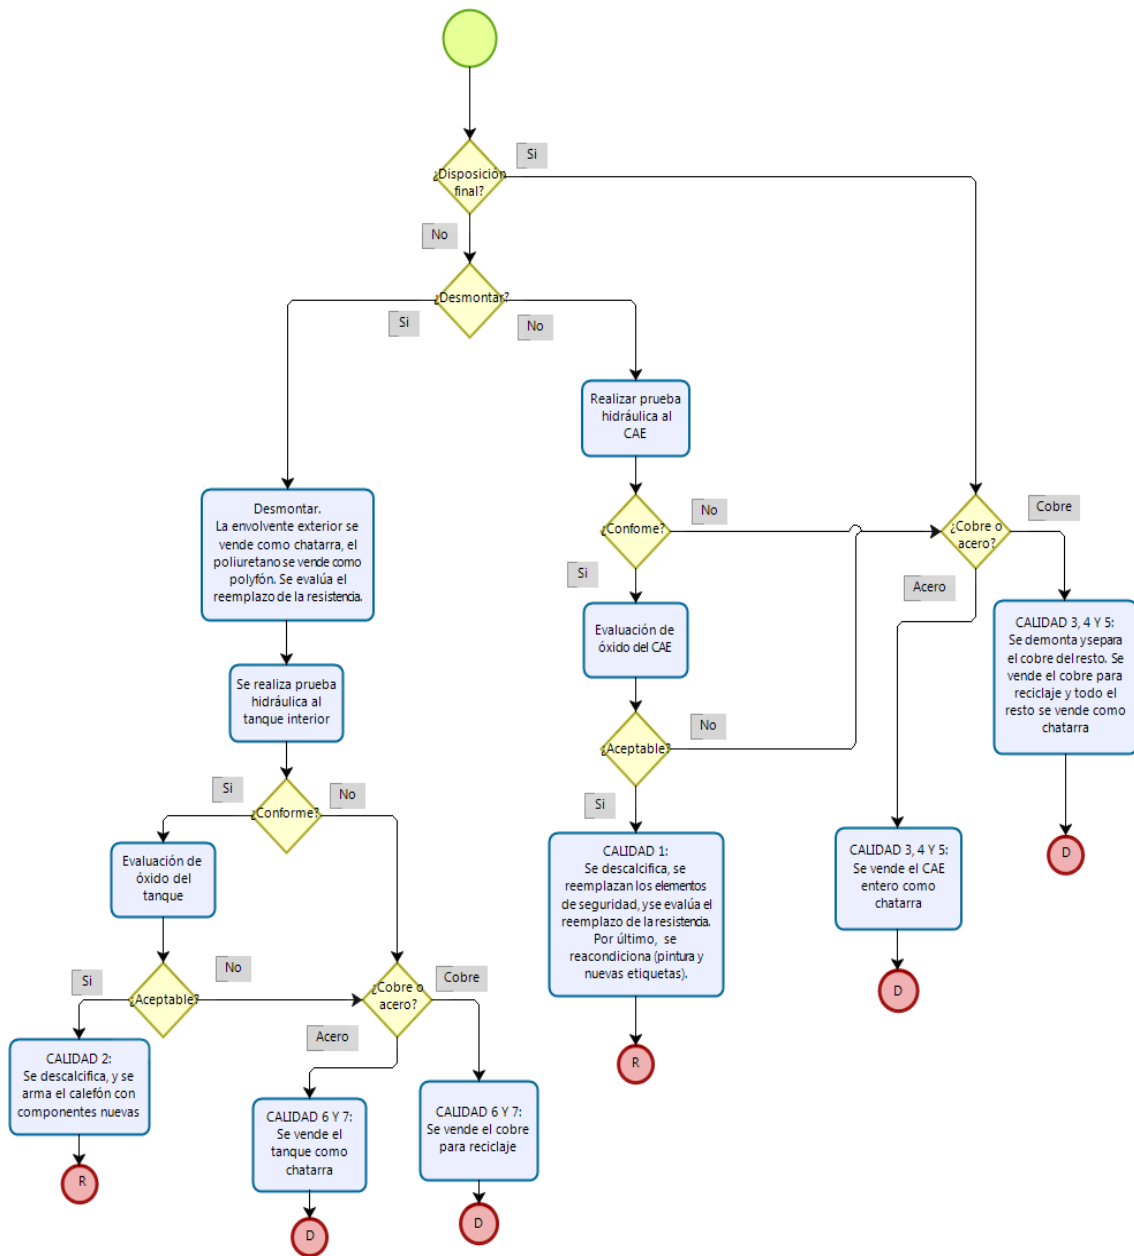 ¿Disposición
final?
Si
No
¿Desmontar?
Si
No
Realizar prueba
hidráulica al
CAE
Desmontar.
La envolvente exterior se
vende como chatarra, el
poliuretano se vende como
polyfón. Se evalúa el
reemplazo de la resistencia.
¿Confome?
No
Si
¿Cobre o
acero?
Cobre
Acero
Evaluación de
óxido del CAE
CALIDAD 3, 4 Y 5:
Se demonta y separa
el cobre del resto. Se
vende el cobre para
reciclaje y todo el
resto se vende como
chatarra
Se realiza prueba
hidráulica al
tanque interior
¿Aceptable?
No
Si
¿Conforme?
Si
No
Evaluación de
óxido del
tanque
CALIDAD 1:
Se descalcifica, se
reemplazan los elementos
de seguridad, y se evalúa el
reemplazo de la resistencia.
Por último, se
reacondiciona (pintura y
nuevas etiquetas).
CALIDAD 3, 4 Y 5:
Se vende el CAE
entero como
chatarra
D
D
R
¿Aceptable?
Si
No
¿Cobre o
acero?
Cobre
Acero
CALIDAD 2:
Se descalcifica, y se
arma el calefón con
componentes nuevas
CALIDAD 6 Y 7:
Se vende el
tanque como
chatarra
CALIDAD 6 Y 7:
Se vende el cobre
para reciclaje
R
D
D